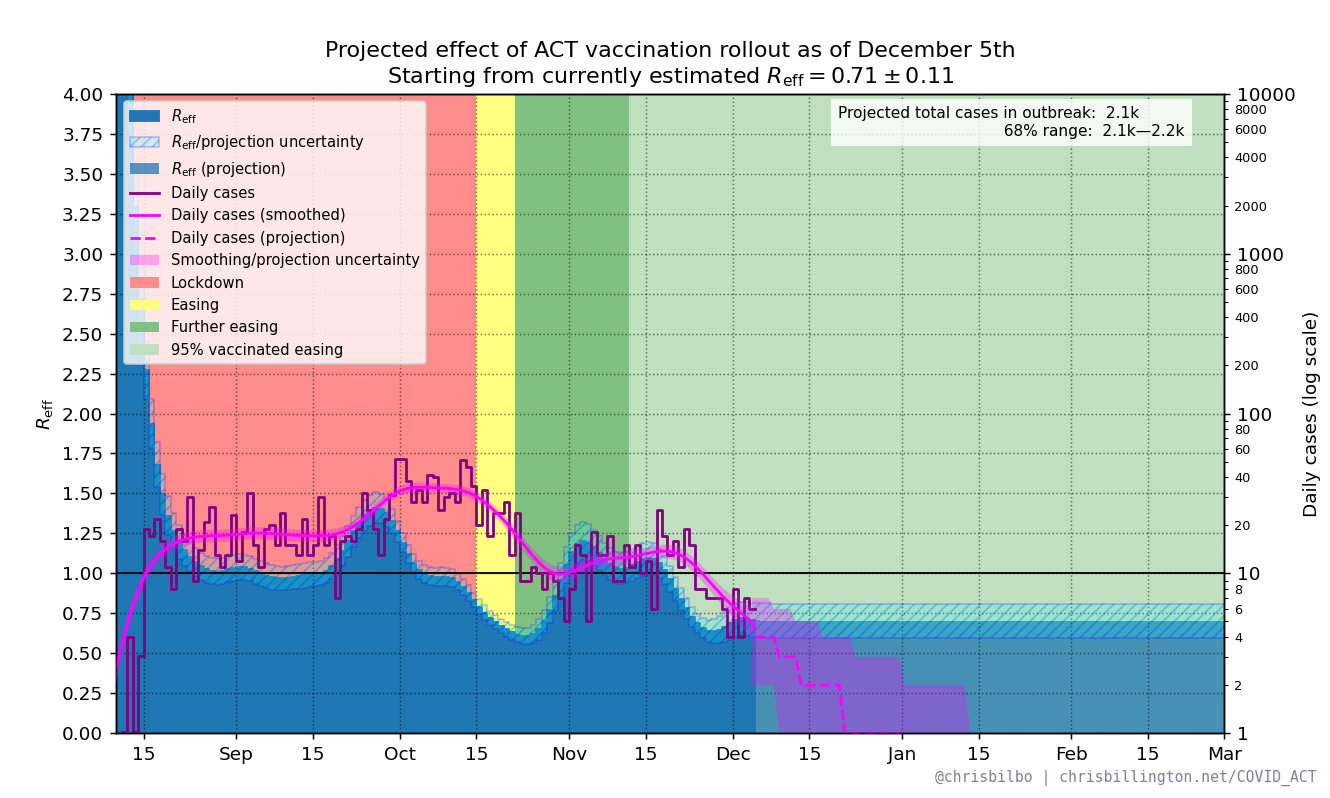 Projected effect of ACT vaccination rollout as of December 5th
Starting from currently estimated Reff = 0.71 ± 0.11
4.00
3.75
3.50
3.25
3.00
2.75
2.50
2.25
2.00
1.75
1.50
1.25
1.00
0.75
0.50
0.25
0.00
Reff
Reff
Reff/projection uncertainty
Reff (projection)
Daily cases
Daily cases (smoothed)
Daily cases (projection)
Smoothing/projection uncertainty
Lockdown
Easing
Further easing
95% vaccinated easing
Projected total cases in outbreak: 2.1k
68% range: 2.1k—2.2k
10000
8000
6000
4000
2000
1000
800
600
400
200
100
80
60
40
20
10
8
6
4
2
1
Daily cases (log scale)
15 Sep 15 Oct 15 Nov 15 Dec 15 Jan 15 Feb 15 Mar
@chrisbilbo | chrisbillington.net/COVID_ACT